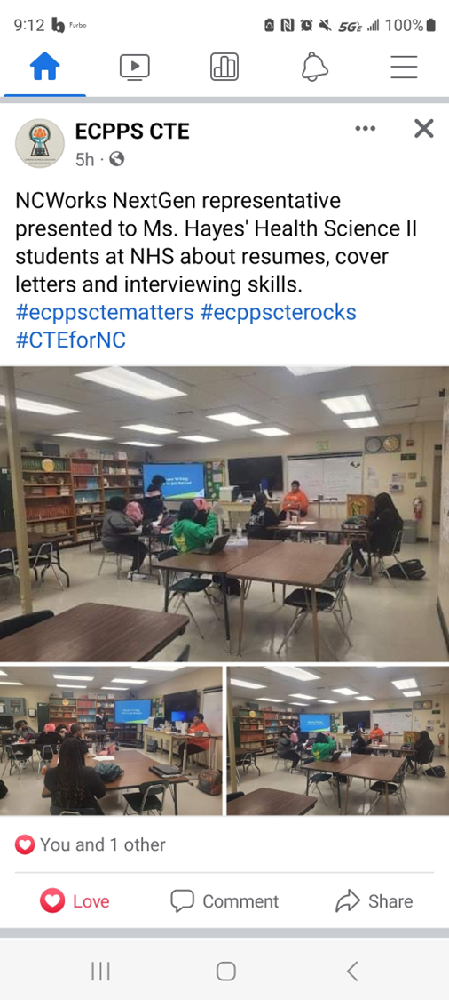 9:12 Furbo 5GE 100%
ECPPS CTE
5h
NCWorks NextGen representative
presented to Ms. Hayes' Health Science II
students at NHS about resumes, cover
letters and interviewing skills.
#ecppsctematters #ecppscterocks
#CTEforNC
You and 1 other
Love Comment Share